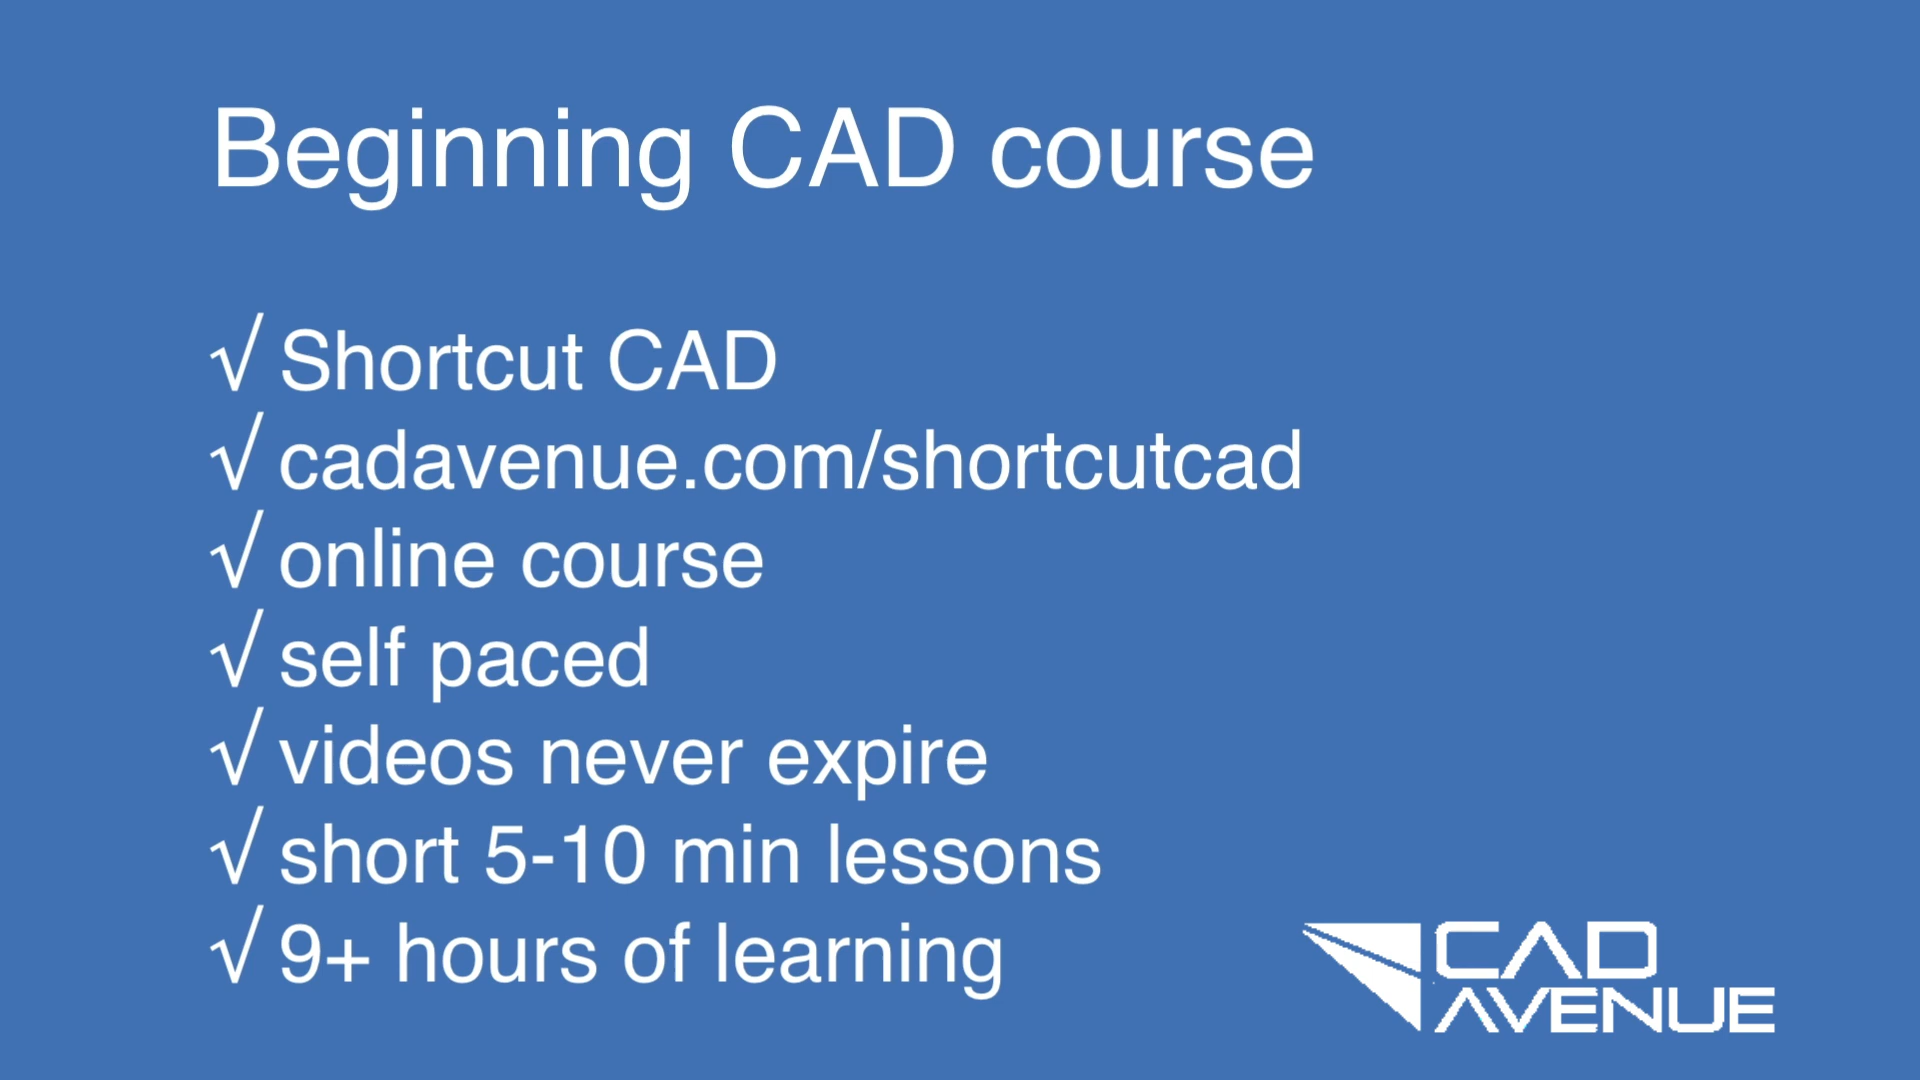 Beginning CAD course
√ Shortcut CAD
√ cadavenue.com/shortcutcad
√ online course
√ self paced
√ videos never expire
√ short 5-10 min lessons
√ 9+ hours of learning
CAD
AVENUE